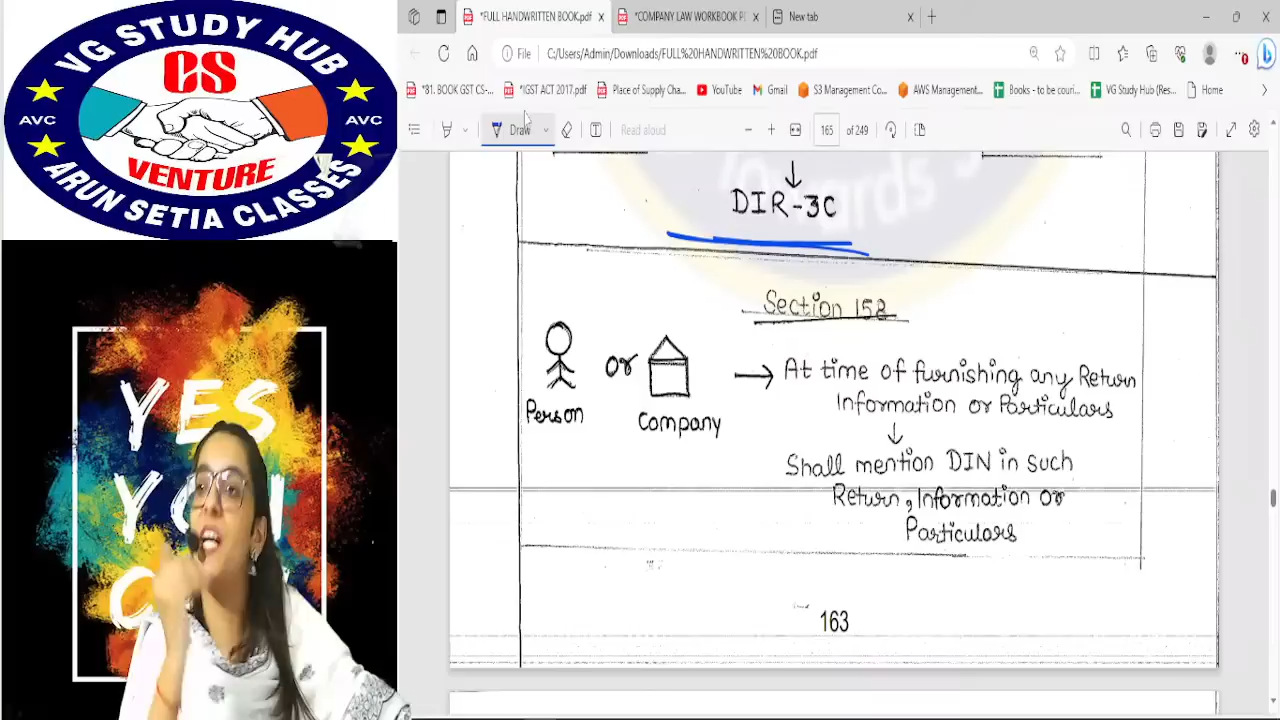 VG STUDY HUB
CS
AVC
AVC
VENTURE
ARUN SETIA CLASSES
YES
YO
*FULL HANDWRITTEN BOOK.pdf
*COMPANY LAW WORKBOOK P
New tab
File
C:/Users/Admin/Downloads/FULL%20HANDWRITTEN%20BOOK.pdf
*IGST ACT 2017.pdf
Place of Supply Cha...
YouTube
Gmail
S3 Management Co...
AWS Management...
Books - to be couri...
VG Study Hub (Res...
Home
Draw
Read aloud
165
of 249
DIR-3C
Section 158
Person
or
Company
→ At time of furnishing any Return
Information or Particulars
↓
Shall mention DIN in such
Return, Information or
Particulars
163